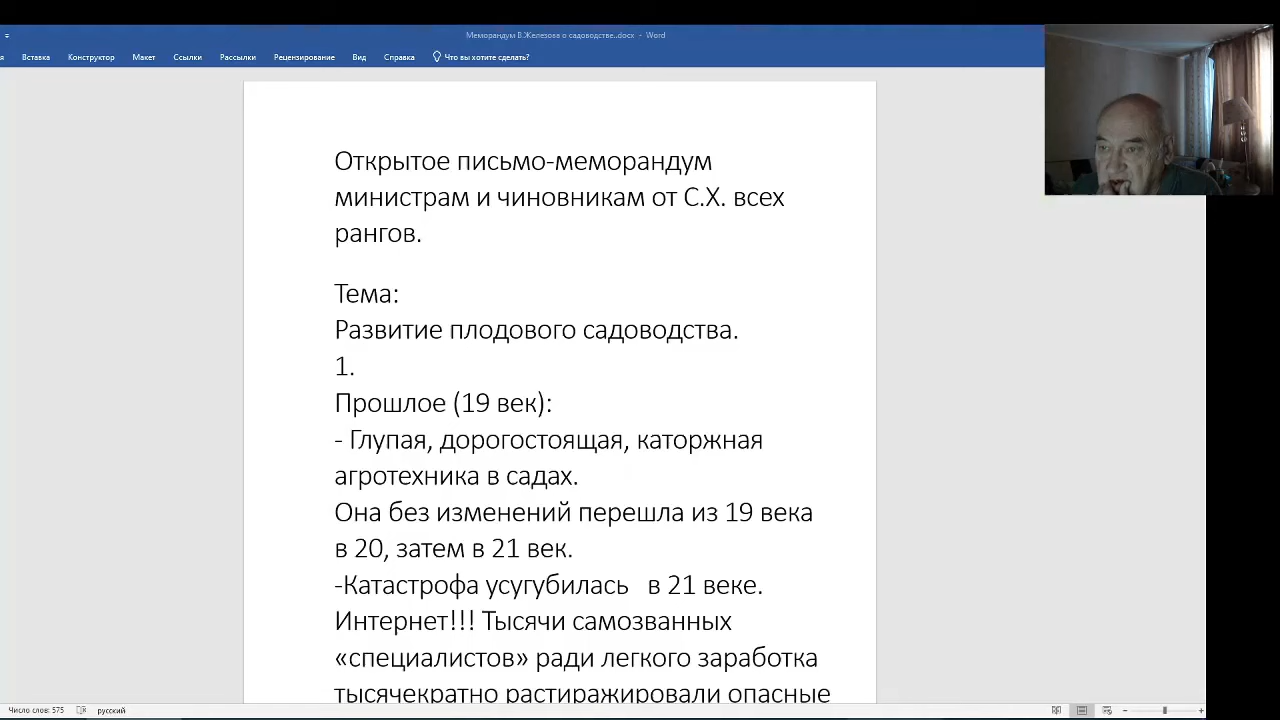 Меморандум В.Железова о садоводстве..docx - Word
Вставка Конструктор Макет Ссылки Рассылки Рецензирование Вид Справка Что вы хотите сделать?
Открытое письмо-меморандум
министрам и чиновникам от С.Х. всех
рангов.
Тема:
Развитие плодового садоводства.
1.
Прошлое (19 век):
- Глупая, дорогостоящая, каторжная
агротехника в садах.
Она без изменений перешла из 19 века
в 20, затем в 21 век.
-Катастрофа усугубилась в 21 веке.
Интернет!!! Тысячи самозванных
«специалистов» ради легкого заработка
тысячекратно растиражировали опасные
Число слов: 575 русский